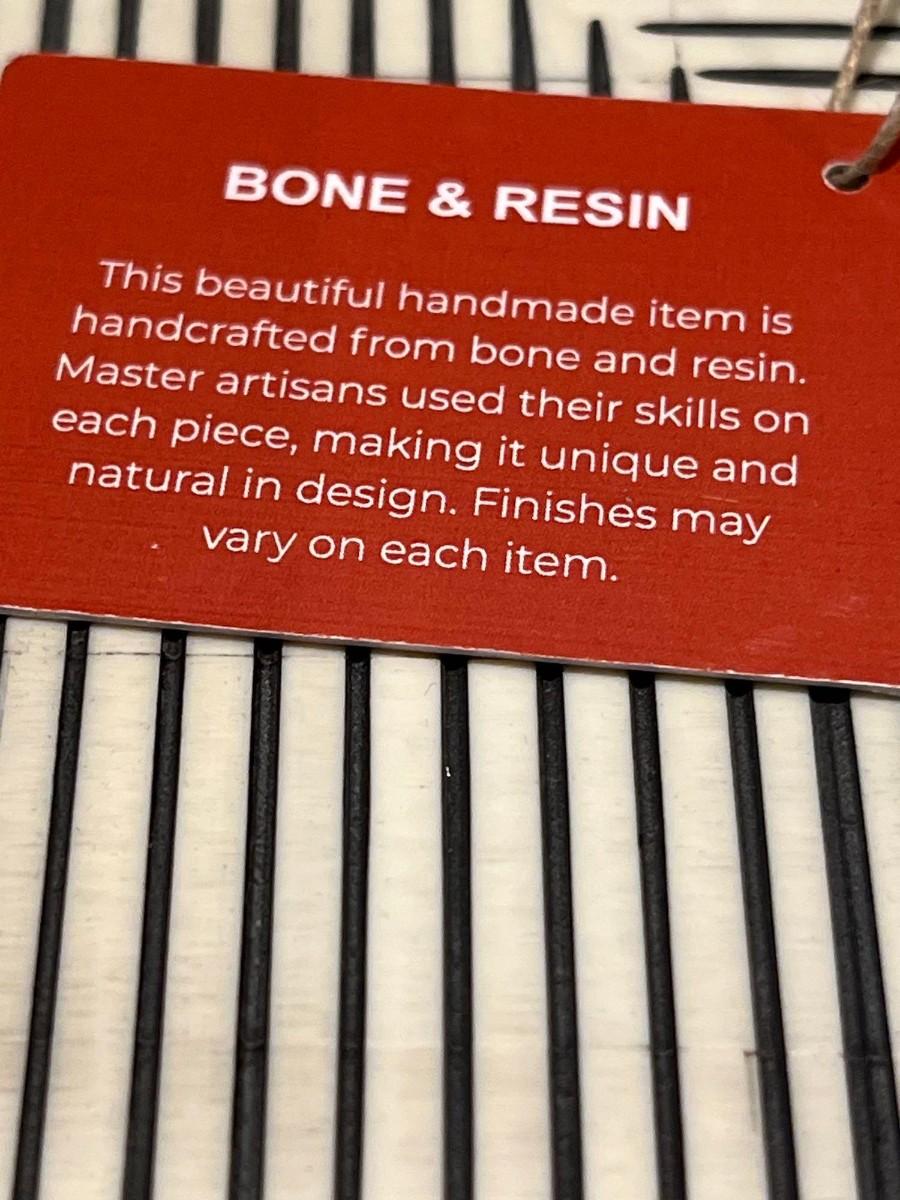 BONE & RESIN
This beautiful handmade item is
handcrafted from bone and resin.
Master artisans used their skills on
each piece, making it unique and
natural in design. Finishes may
vary on each item.